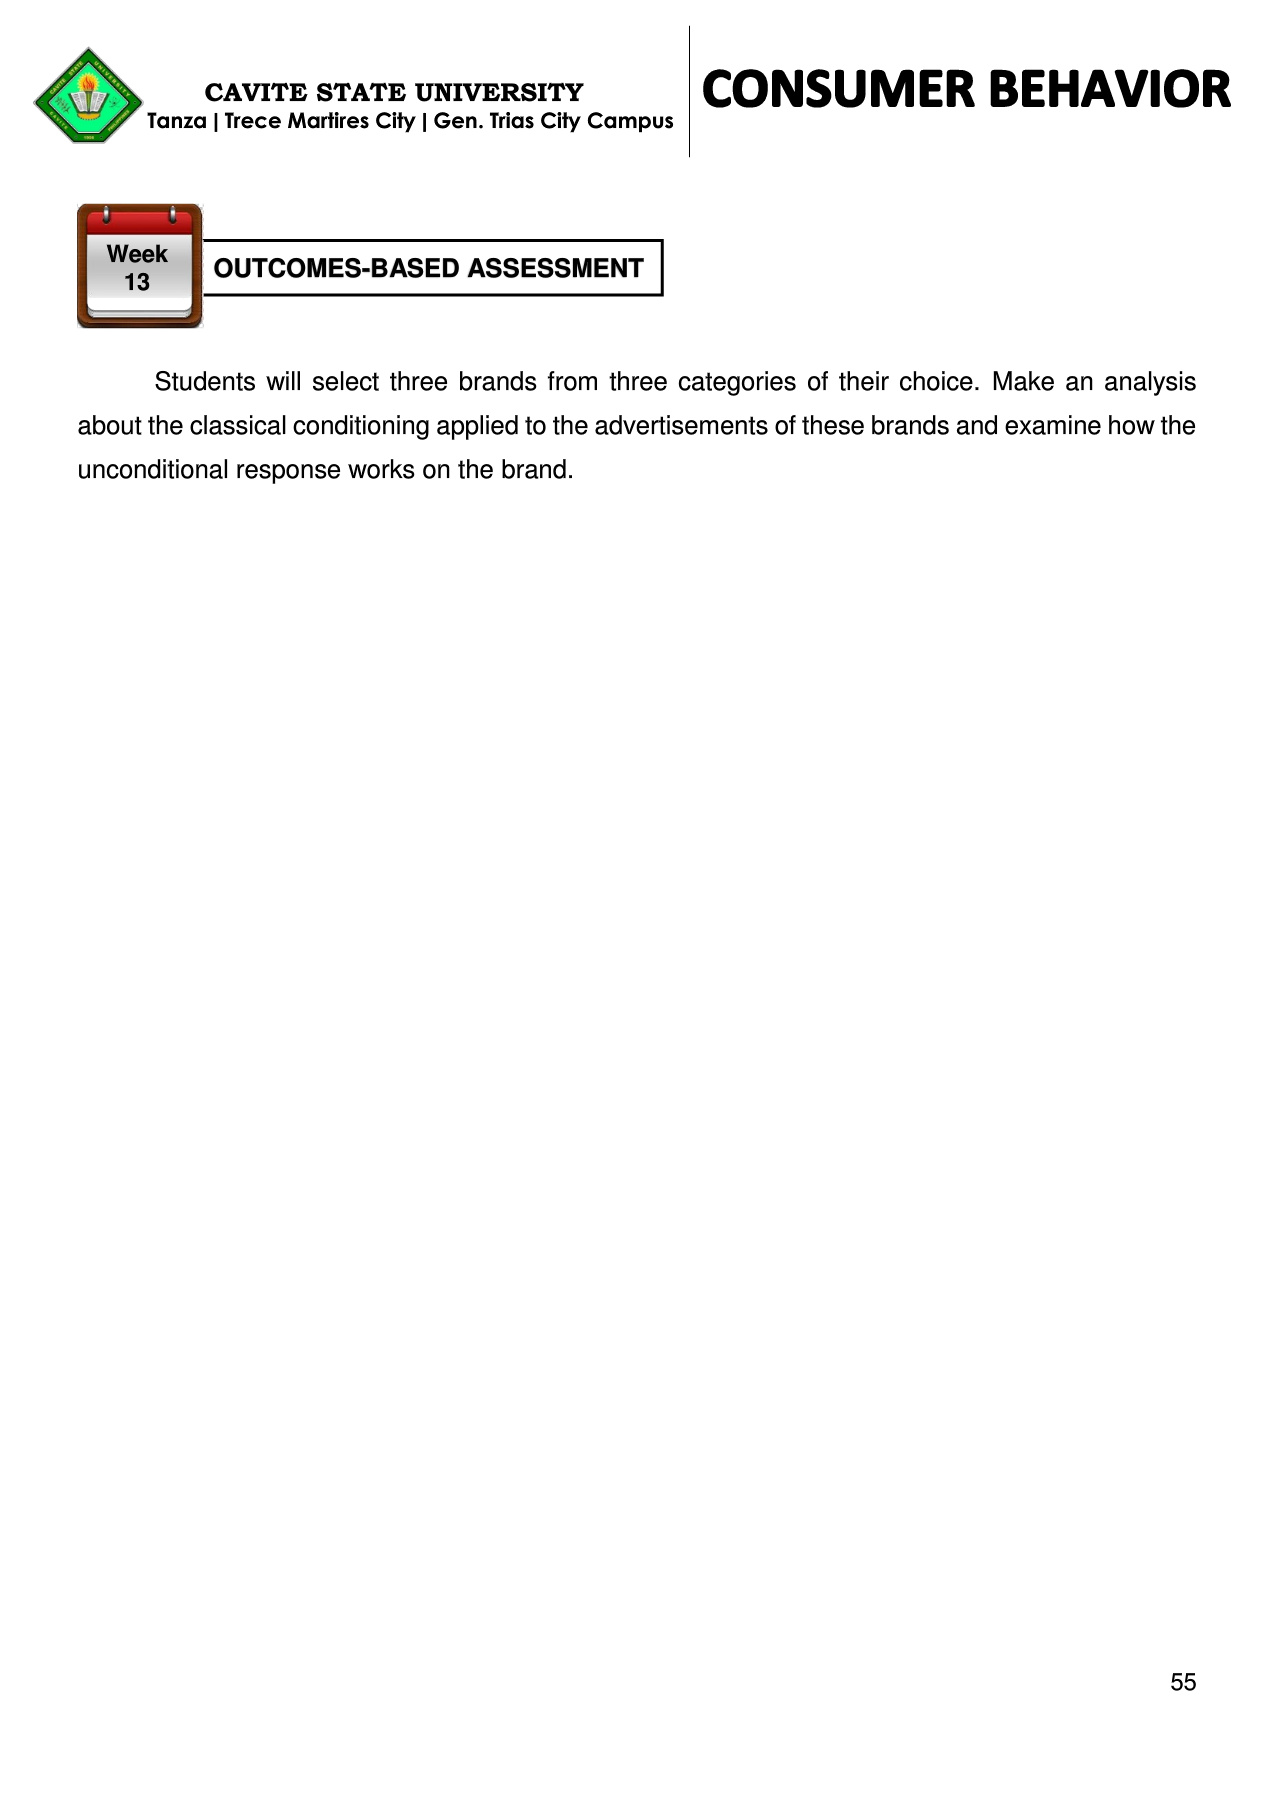 CAVITE STATE UNIVERSITY
Tanza | Trece Martires City | Gen. Trias City Campus
CONSUMER BEHAVIOR
Week
13
OUTCOMES-BASED ASSESSMENT
Students will select three brands from three categories of their choice. Make an analysis
about the classical conditioning applied to the advertisements of these brands and examine how the
unconditional response works on the brand.
55